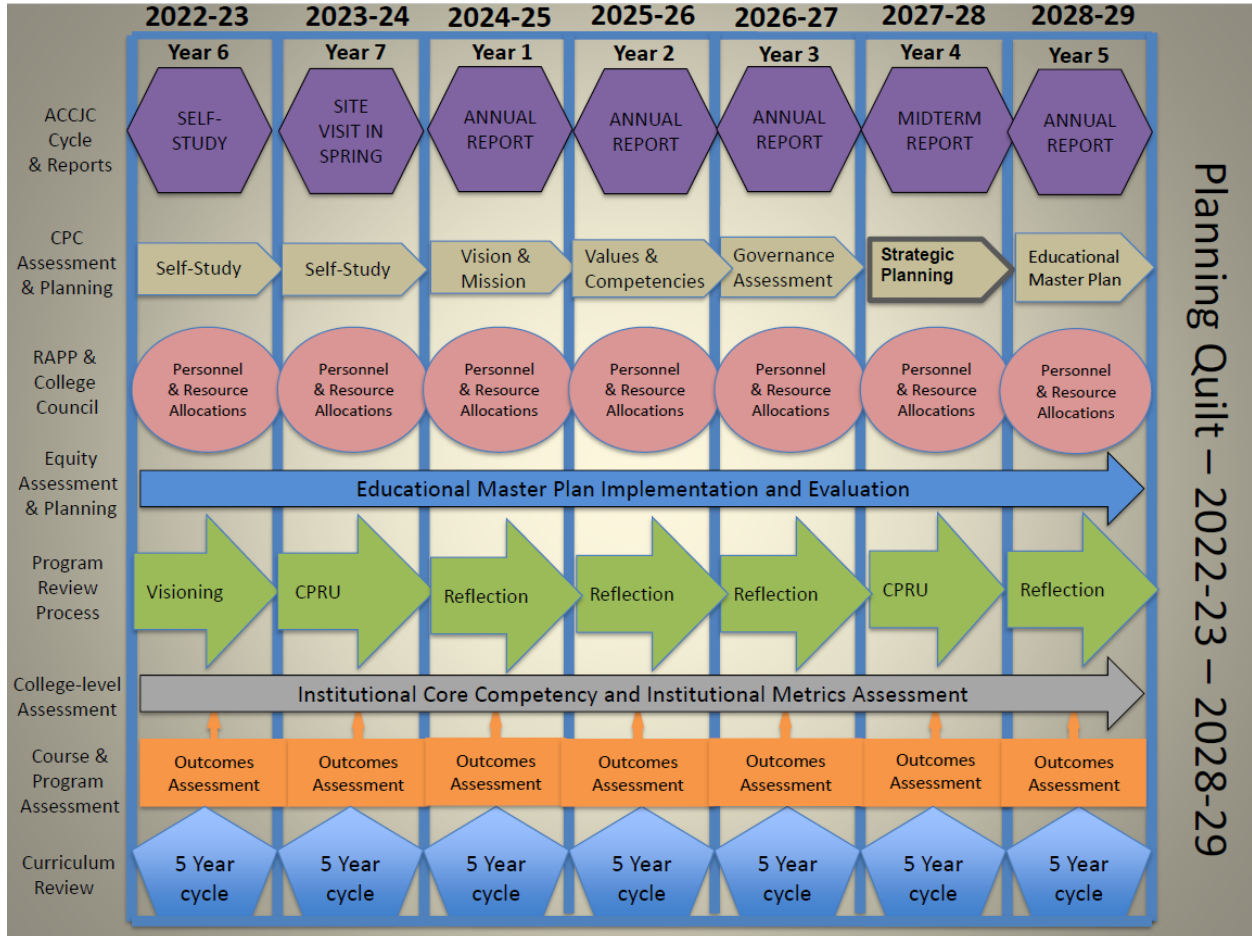 2022-23 2023-24 2024-25 2025-26 2026-27 2027-28 2028-29
Year 6 Year 7 Year 1 Year 2 Year 3 Year 4 Year 5
ACCJC
Cycle
& Reports
SELF-
STUDY
SITE
VISIT IN
SPRING
ANNUAL
REPORT
ANNUAL
REPORT
ANNUAL
REPORT
MIDTERM
REPORT
ANNUAL
REPORT
CPC
Assessment
& Planning
Self-Study
Self-Study
Vision &
Mission
Values &
Competencies
Governance
Assessment
Strategic
Planning
Educational
Master Plan
RAPP &
College
Council
Personnel
& Resource
Allocations
Personnel
& Resource
Allocations
Personnel
& Resource
Allocations
Personnel
& Resource
Allocations
Personnel
& Resource
Allocations
Personnel
& Resource
Allocations
Personnel
& Resource
Allocations
Equity
Assessment
& Planning
Educational Master Plan Implementation and Evaluation
Program
Review
Process
Visioning
CPRU
Reflection
Reflection
Reflection
CPRU
Reflection
College-level
Assessment
Institutional Core Competency and Institutional Metrics Assessment
Course &
Program
Assessment
Outcomes
Assessment
Outcomes
Assessment
Outcomes
Assessment
Outcomes
Assessment
Outcomes
Assessment
Outcomes
Assessment
Outcomes
Assessment
Curriculum
Review
5 Year
cycle
5 Year
cycle
5 Year
cycle
5 Year
cycle
5 Year
cycle
5 Year
cycle
5 Year
cycle
Planning Quilt – 2022-23 – 2028-29